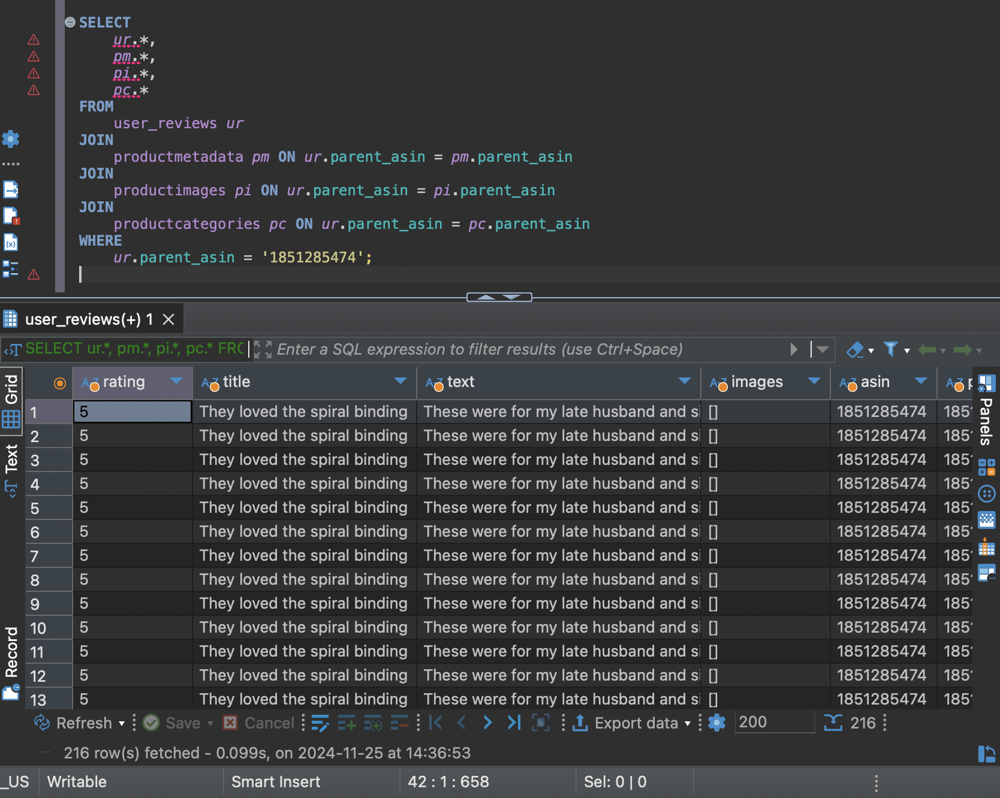 SELECT
ur.*,
pm.*,
pi.*,
pc.*
FROM
user_reviews ur
JOIN
productmetadata pm ON ur.parent_asin = pm.parent_asin
JOIN
productimages pi ON ur.parent_asin = pi.parent_asin
JOIN
productcategories pc ON ur.parent_asin = pc.parent_asin
WHERE
ur.parent_asin = '1851285474';
user_reviews(+) 1
SELECT ur.*, pm.*, pi.*, pc.* FRO Enter a SQL expression to filter results (use Ctrl+Space)
Grid
Text
Record
Panels
rating title text images asin p
1 5 They loved the spiral binding These were for my late husband and si [] 1851285474 1851
2 5 They loved the spiral binding These were for my late husband and si [] 1851285474 1851
3 5 They loved the spiral binding These were for my late husband and si [] 1851285474 1851
4 5 They loved the spiral binding These were for my late husband and si [] 1851285474 1851
5 5 They loved the spiral binding These were for my late husband and si [] 1851285474 1851
6 5 They loved the spiral binding These were for my late husband and si [] 1851285474 1851
7 5 They loved the spiral binding These were for my late husband and si [] 1851285474 1851
8 5 They loved the spiral binding These were for my late husband and si [] 1851285474 1851
9 5 They loved the spiral binding These were for my late husband and si [] 1851285474 1851
10 5 They loved the spiral binding These were for my late husband and si [] 1851285474 1851
11 5 They loved the spiral binding These were for my late husband and si [] 1851285474 1851
12 5 They loved the spiral binding These were for my late husband and si [] 1851285474 1851
13 5 They loved the spiral binding These were for my late husband and si [] 1851285474 1851
Refresh Save Cancel Export data 200 216
216 row(s) fetched - 0.099s, on 2024-11-25 at 14:36:53
_US Writable Smart Insert 42 : 1 : 658 Sel: 0 | 0